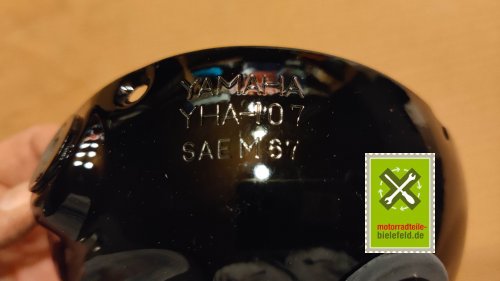 YAMAHA
YHA-107
SAE M 67
motorradteile-
bielefeld.de